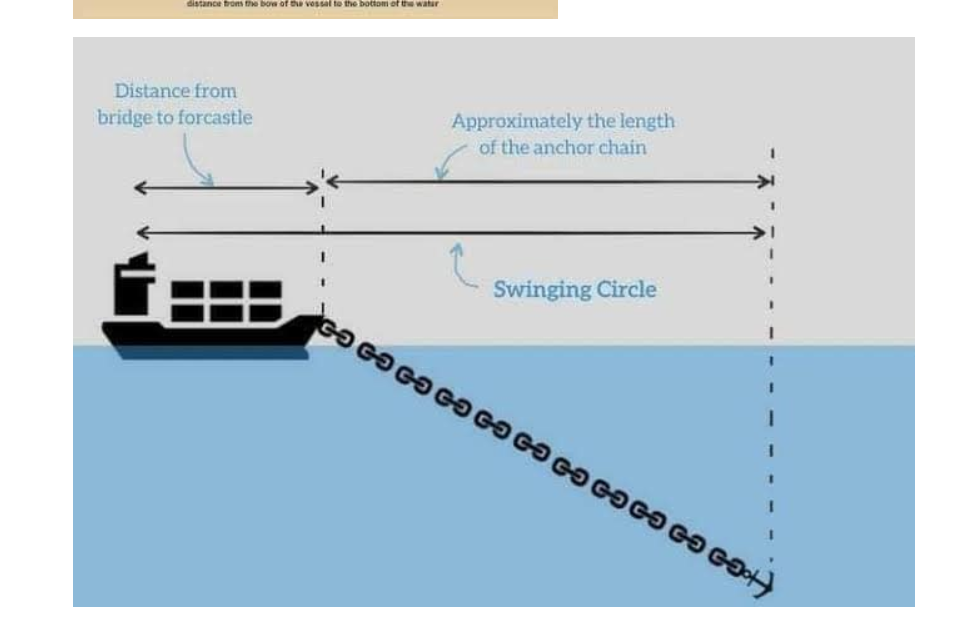 distance from the bow of the vessel to the bottom of the water
Distance from
bridge to forcastle
Approximately the length
of the anchor chain
Swinging Circle